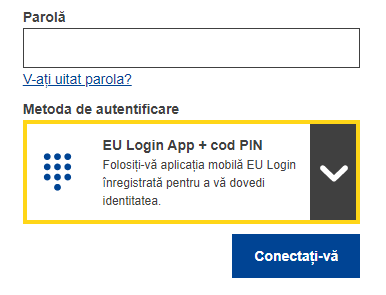 Parolă
V-ați uitat parola?
Metoda de autentificare
EU Login App + cod PIN
Folosiți-vă aplicația mobilă EU Login
înregistrată pentru a vă dovedi
identitatea.
Conectați-vă